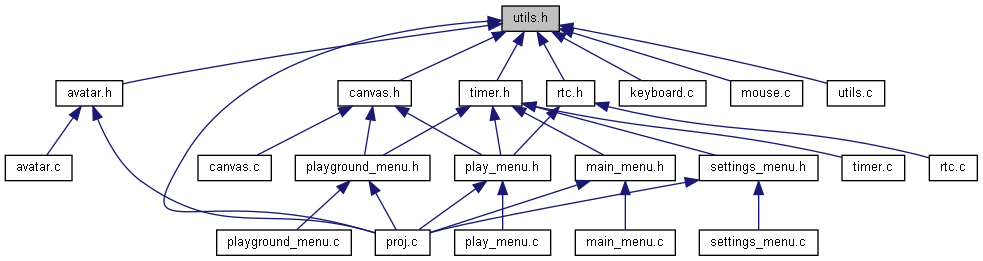 utils.h
avatar.h
canvas.h
timer.h
rtc.h
keyboard.c
mouse.c
utils.c
avatar.c
canvas.c
playground_menu.h
play_menu.h
main_menu.h
settings_menu.h
timer.c
rtc.c
playground_menu.c
proj.c
play_menu.c
main_menu.c
settings_menu.c